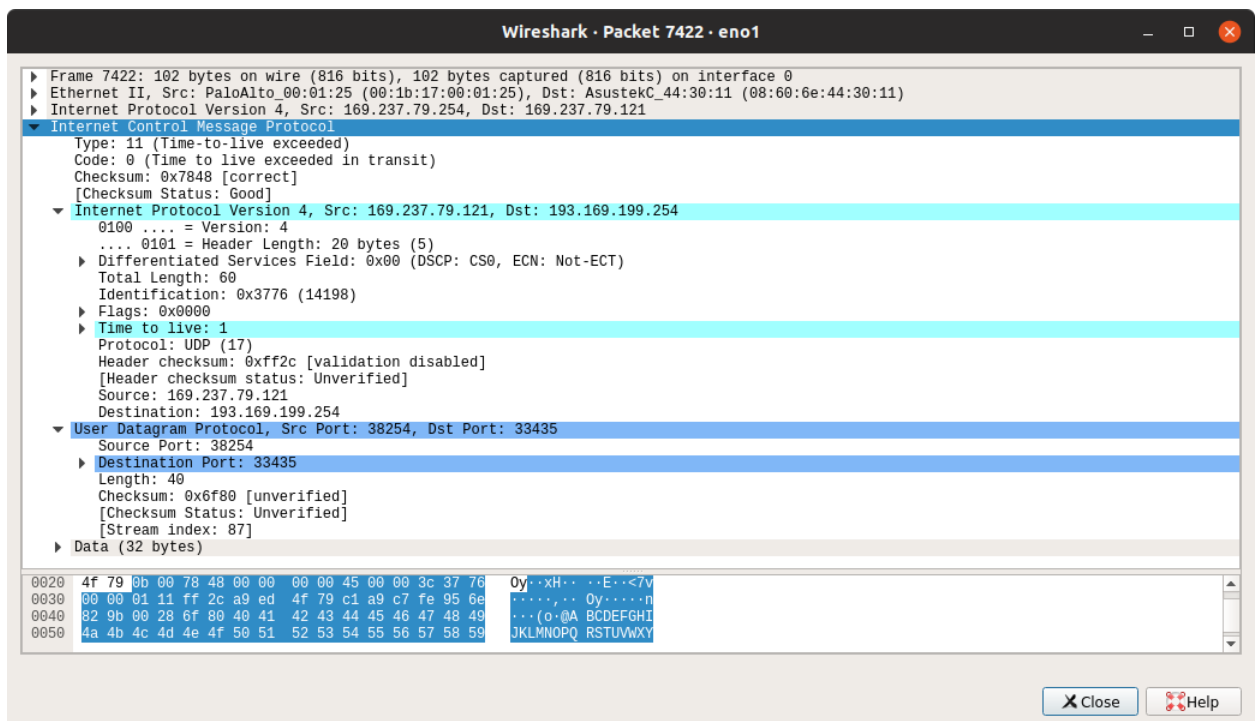 Wireshark · Packet 7422 · eno1
Frame 7422: 102 bytes on wire (816 bits), 102 bytes captured (816 bits) on interface 0
Ethernet II, Src: PaloAlto_00:01:25 (00:1b:17:00:01:25), Dst: AsustekC_44:30:11 (08:60:6e:44:30:11)
Internet Protocol Version 4, Src: 169.237.79.254, Dst: 169.237.79.121
Internet Control Message Protocol
Type: 11 (Time-to-live exceeded)
Code: 0 (Time to live exceeded in transit)
Checksum: 0x7848 [correct]
[Checksum Status: Good]
Internet Protocol Version 4, Src: 169.237.79.121, Dst: 193.169.199.254
0100 .... = Version: 4
.... 0101 = Header Length: 20 bytes (5)
Differentiated Services Field: 0x00 (DSCP: CS0, ECN: Not-ECT)
Total Length: 60
Identification: 0x3776 (14198)
Flags: 0x0000
Time to live: 1
Protocol: UDP (17)
Header checksum: 0xff2c [validation disabled]
[Header checksum status: Unverified]
Source: 169.237.79.121
Destination: 193.169.199.254
User Datagram Protocol, Src Port: 38254, Dst Port: 33435
Source Port: 38254
Destination Port: 33435
Length: 40
Checksum: 0x6f80 [unverified]
[Checksum Status: Unverified]
[Stream index: 87]
Data (32 bytes)
0020 4f 79 0b 00 78 48 00 00 00 00 45 00 00 3c 37 76 Oy··xH·· ··E··<7v
0030 00 00 01 11 ff 2c a9 ed 4f 79 c1 a9 c7 fe 95 6e ·····,·· Oy·····n
0040 82 9b 00 28 6f 80 40 41 42 43 44 45 46 47 48 49 ···(o·@A BCDEFGHI
0050 4a 4b 4c 4d 4e 4f 50 51 52 53 54 55 56 57 58 59 JKLMNOPQ RSTUVWXY
Close Help